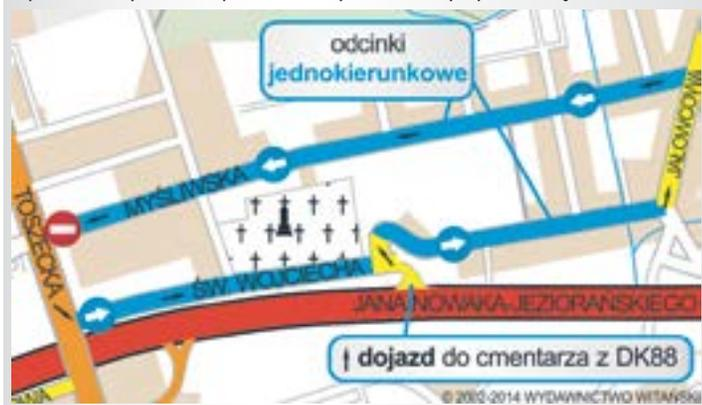 odcinki
jednokierunkowe
JAŁOWCOWA
MYŚLIWSKA
TOSZECKA
ŚW. WOJCIECHA
JANA NOWAKA-JEZIORAŃSKIEGO
dojazd do cmentarza z DK88
© 2002-2014 WYDAWNICTWO WITAŃSKI